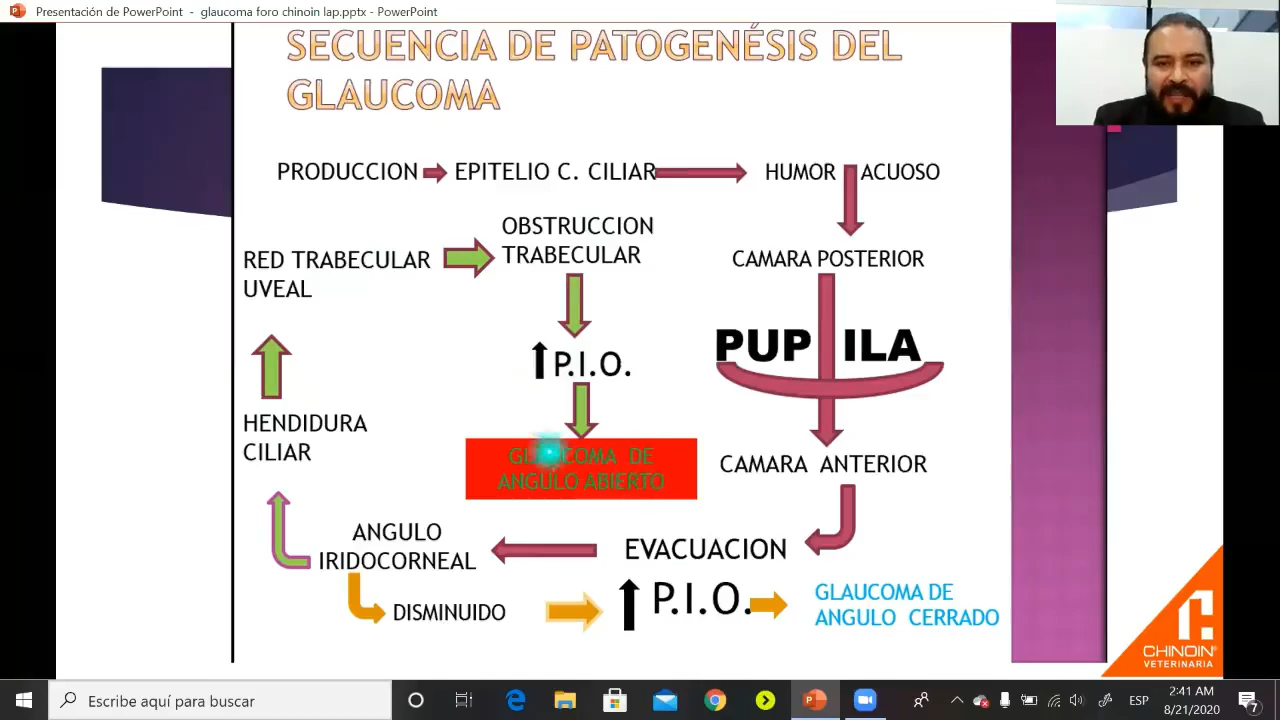 Presentación de PowerPoint - glaucoma foro chinoin lap.pptx - PowerPoint
SECUENCIA DE PATOGENÉSIS DEL
GLAUCOMA
PRODUCCION EPITELIO C. CILIAR HUMOR ACUOSO
OBSTRUCCION
TRABECULAR
RED TRABECULAR
UVEAL
CAMARA POSTERIOR
PUPILA
P.I.O.
HENDIDURA
CILIAR
GLAUCOMA DE
ANGULO ABIERTO
CAMARA ANTERIOR
ANGULO
IRIDOCORNEAL
EVACUACION
DISMINUIDO
P.I.O.
GLAUCOMA DE
ANGULO CERRADO
CHINOIN®
VETERINARIA
Escribe aquí para buscar
ESP
2:41 AM
8/21/2020
7